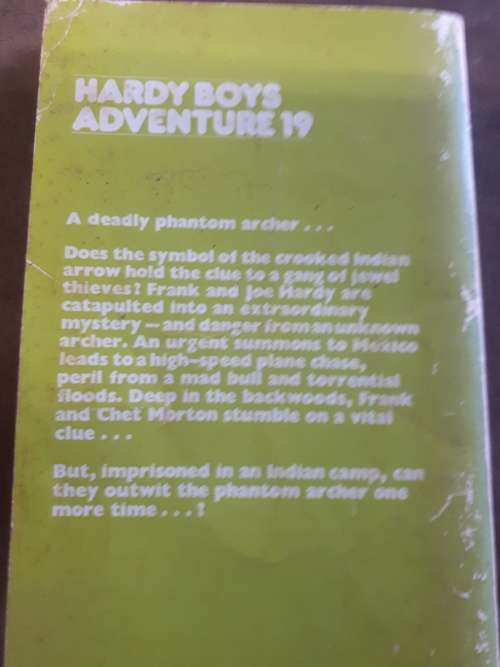 HARDY BOYS
ADVENTURE 19
A deadly phantom archer . . .
Does the symbol of the crooked Indian
arrow hold the clue to a gang of jewel
thieves? Frank and Joe Hardy are
catapulted into an extraordinary
mystery — and danger from an unknown
archer. An urgent summons to Mexico
leads to a high-speed plane chase,
peril from a mad bull and torrential
floods. Deep in the backwoods, Frank
and Chet Morton stumble on a vital
clue . . .
But, imprisoned in an Indian camp, can
they outwit the phantom archer one
more time . . . ?